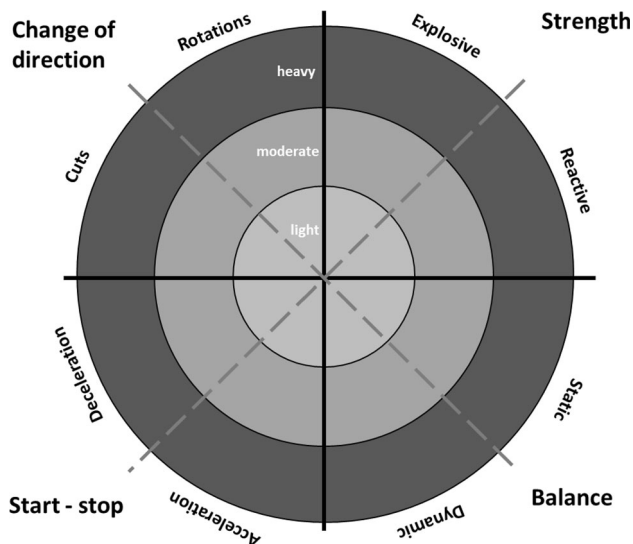 Change of
direction
Rotations
Explosive
Strength
heavy
moderate
light
Cuts
Reactive
Deceleration
Static
Start - stop
Acceleration
Dynamic
Balance